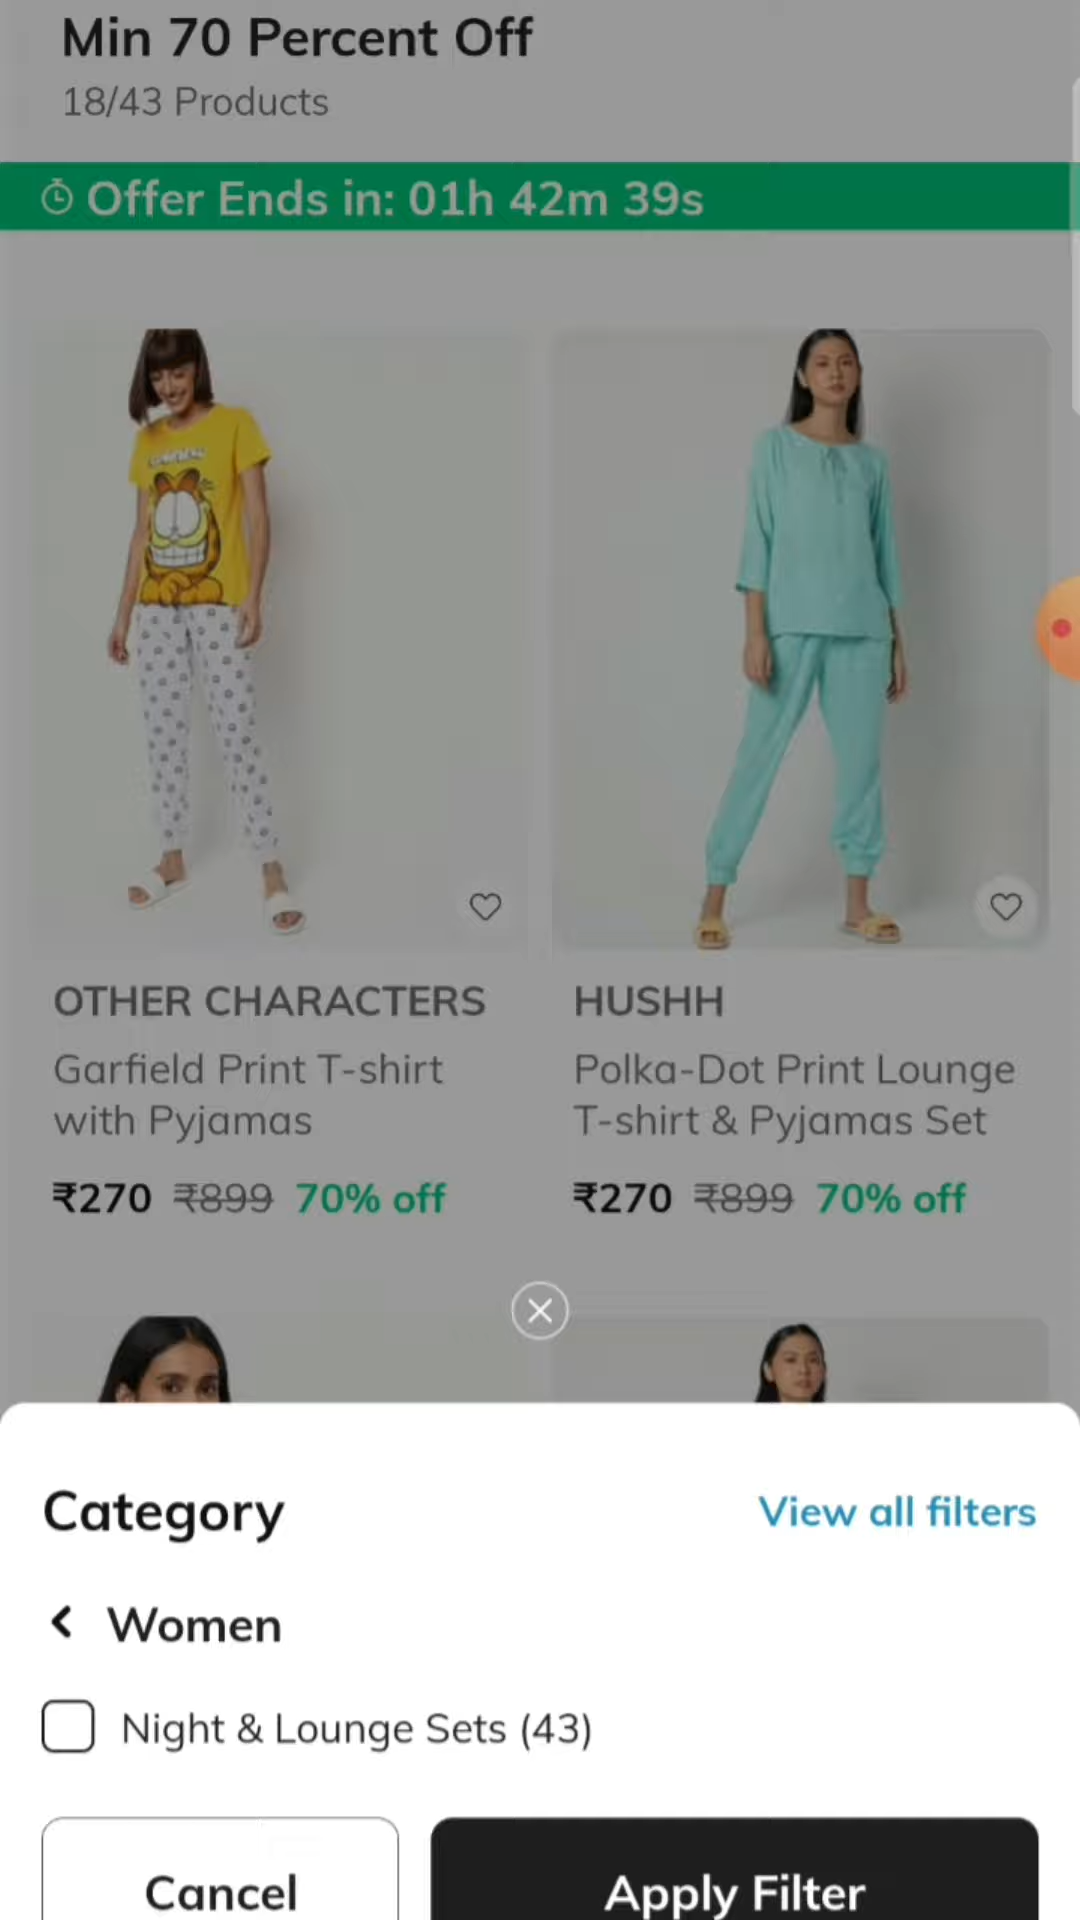 Min 70 Percent Off
18/43 Products
Offer Ends in: 01h 42m 39s
OTHER CHARACTERS
Garfield Print T-shirt
with Pyjamas
₹270 ₹899 70% off
HUSHH
Polka-Dot Print Lounge
T-shirt & Pyjamas Set
₹270 ₹899 70% off
Category
View all filters
Women
Night & Lounge Sets (43)
Cancel
Apply Filter